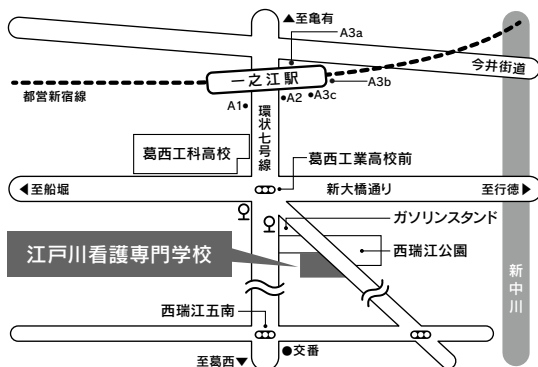 ▲至亀有
A3a
今井街道
一之江駅
都営新宿線
A3b
A3c
A2
A1
環状七号線
葛西工科高校
葛西工業高校前
◀至船堀
新大橋通り
至行徳▶
ガソリンスタンド
江戸川看護専門学校
西瑞江公園
新中川
西瑞江五南
●交番
至葛西▼